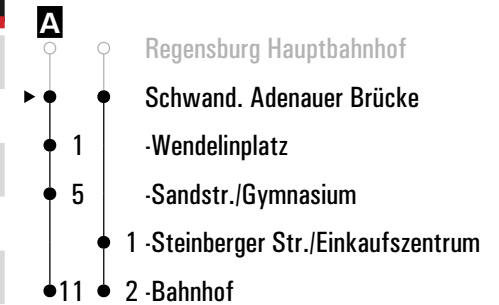 A
Regensburg Hauptbahnhof
Schwand. Adenauer Brücke
1 -Wendelinplatz
5 -Sandstr./Gymnasium
1 -Steinberger Str./Einkaufszentrum
11 2 -Bahnhof